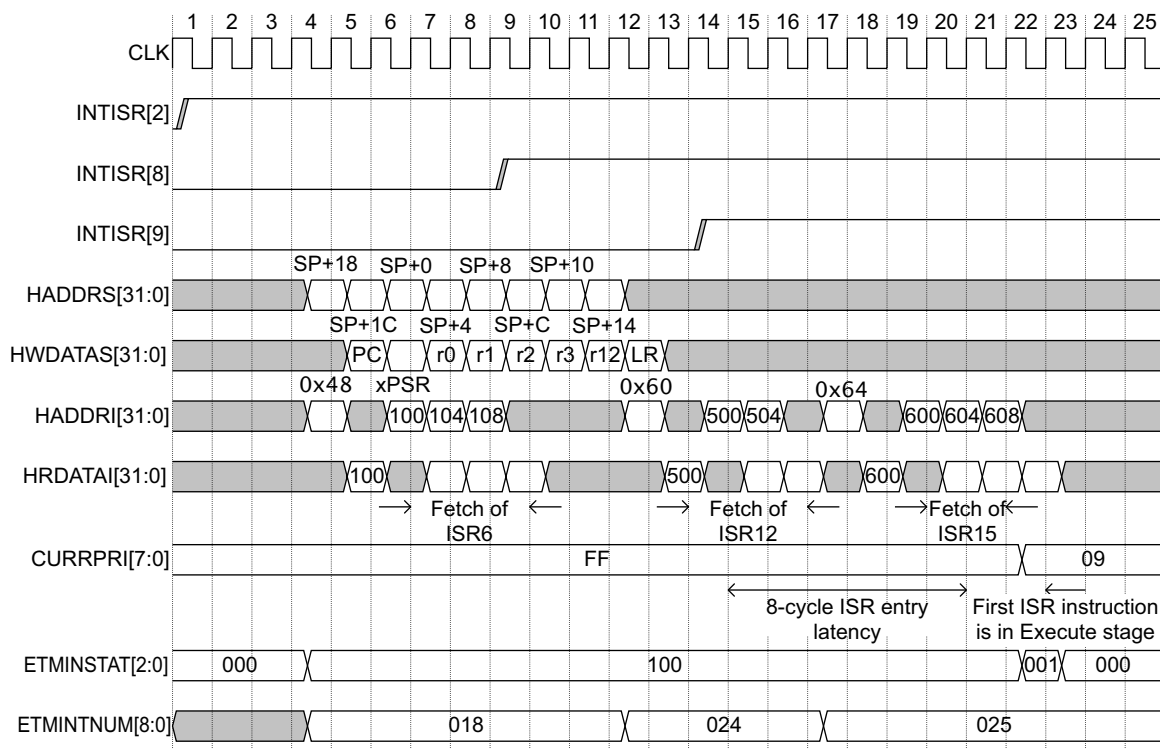 1 2 3 4 5 6 7 8 9 10 11 12 13 14 15 16 17 18 19 20 21 22 23 24 25
CLK
INTISR[2]
INTISR[8]
INTISR[9]
SP+18 SP+0 SP+8 SP+10
HADDRS[31:0]
SP+1C SP+4 SP+C SP+14
HWDATAS[31:0] PC r0 r1 r2 r3 r12 LR
0x48 xPSR 0x60 0x64
HADDRI[31:0] 100 104 108 500 504 600 604 608
HRDATAI[31:0] 100 500 600
Fetch of Fetch of Fetch of
ISR6 ISR12 ISR15
CURRPRI[7:0] FF 09
8-cycle ISR entry First ISR instruction
latency is in Execute stage
ETMINSTAT[2:0] 000 100 001 000
ETMINTNUM[8:0] 018 024 025